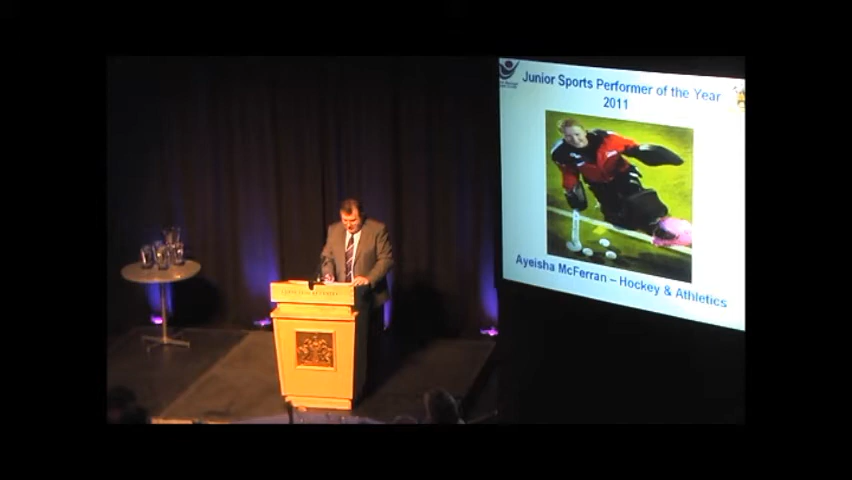 Junior Sports Performer of the Year
2011
Ayeisha McFerran – Hockey & Athletics